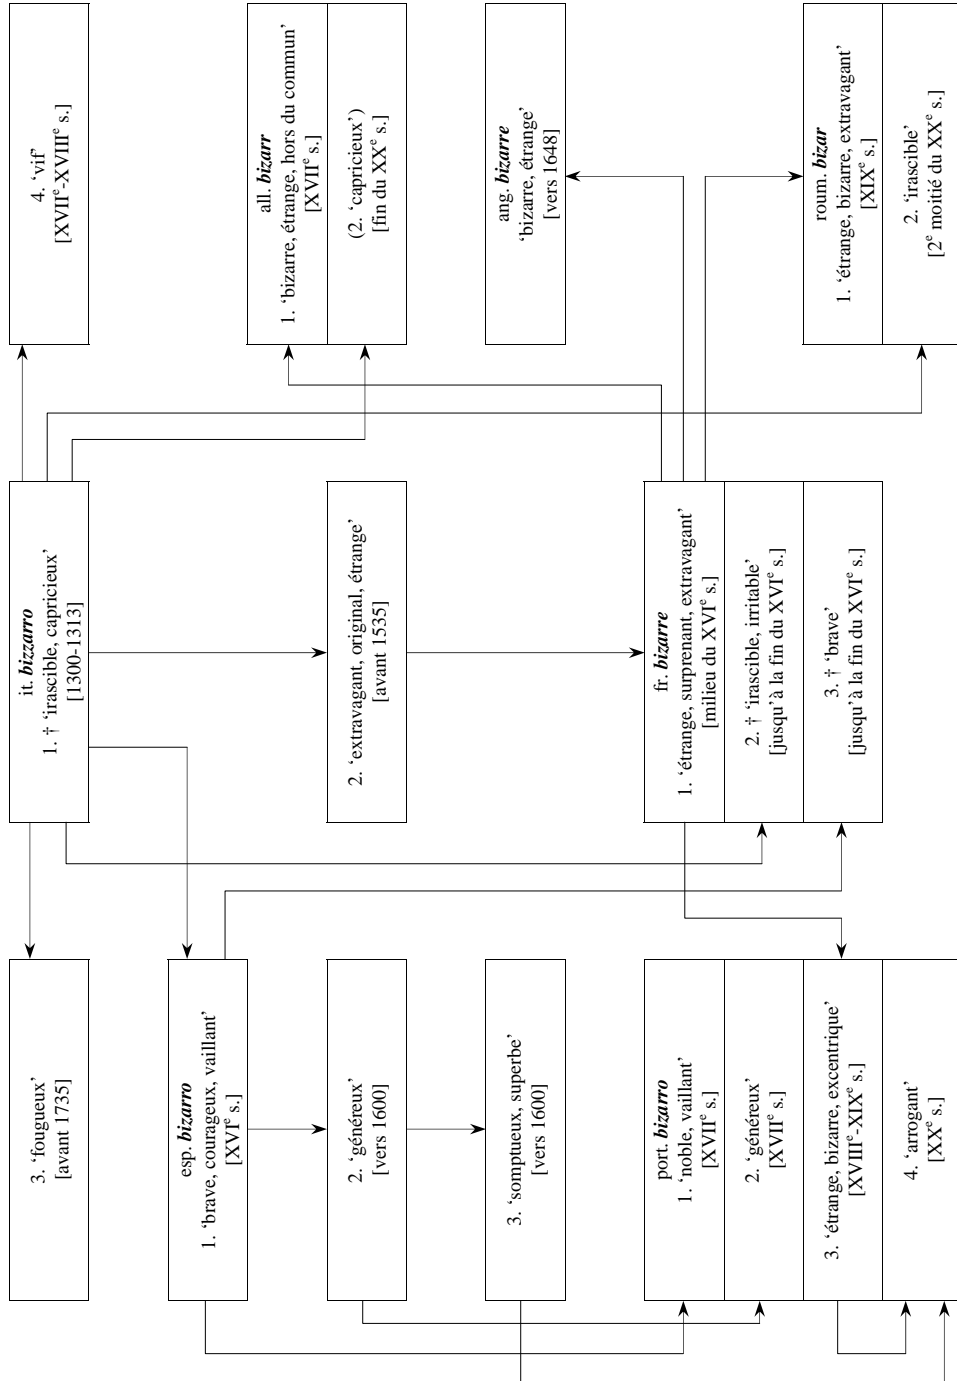 3. ‘fougueux’
[avant 1735]
it. bizzarro
1. † ‘irascible, capricieux’
[1300-1313]
4. ‘vif’
[XVIIe-XVIIIe s.]
esp. bizarro
1. ‘brave, courageux, vaillant’
[XVIe s.]
2. ‘généreux’
[vers 1600]
2. ‘extravagant, original, étrange’
[avant 1535]
all. bizarr
1. ‘bizarre, étrange, hors du commun’
[XVIIe s.]
(2. ‘capricieux’)
[fin du XXe s.]
3. ‘somptueux, superbe’
[vers 1600]
ang. bizarre
‘bizarre, étrange’
[vers 1648]
port. bizarro
1. ‘noble, vaillant’
[XVIIe s.]
2. ‘généreux’
[XVIIe s.]
3. ‘étrange, bizarre, excentrique’
[XVIIIe-XIXe s.]
4. ‘arrogant’
[XXe s.]
fr. bizarre
1. ‘étrange, surprenant, extravagant’
[milieu du XVIe s.]
2. † ‘irascible, irritable’
[jusqu’à la fin du XVIe s.]
3. † ‘brave’
[jusqu’à la fin du XVIe s.]
roum. bizar
1. ‘étrange, bizarre, extravagant’
[XIXe s.]
2. ‘irascible’
[2e moitié du XXe s.]